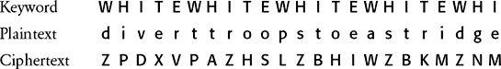 Keyword W H I T E W H I T E W H I T E W H I T E W H I
Plaintext d i v e r t t r o o p s t o e a s t r i d g e
Ciphertext Z P D X V P A Z H S L Z B H I W Z B K M Z N M